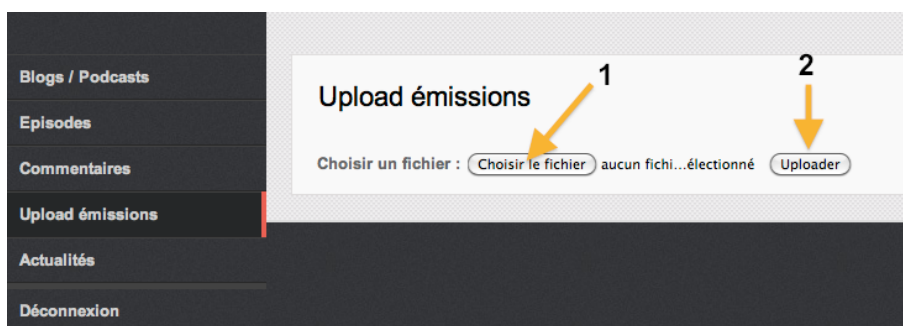 Blogs / Podcasts
Episodes
Commentaires
Upload émissions
Actualités
Déconnexion
1
2
Upload émissions
Choisir un fichier : Choisir le fichier aucun fichi...électionné Uploader